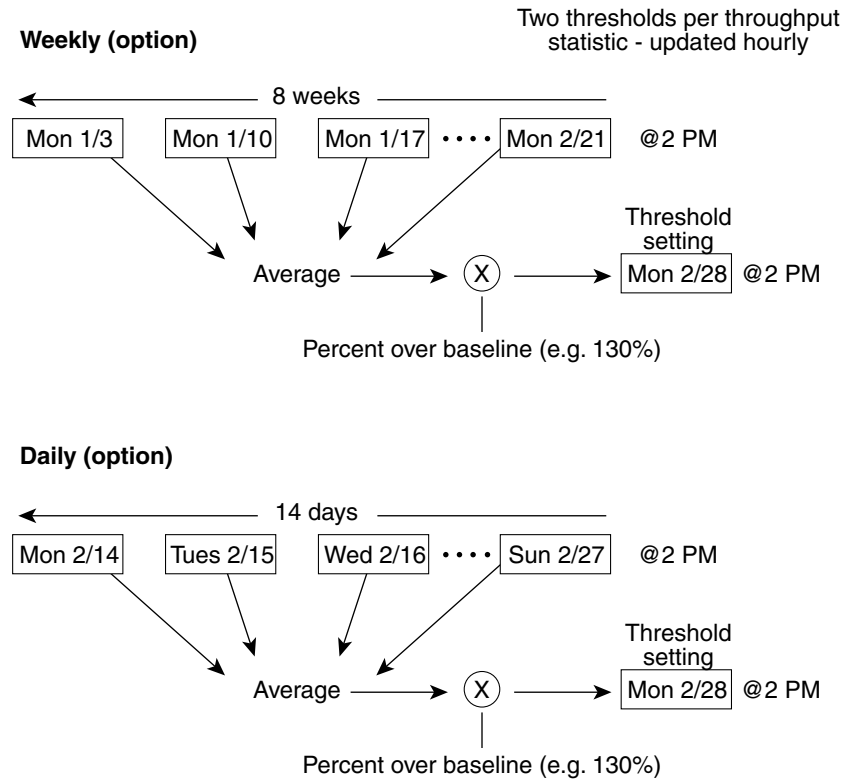 Weekly (option)
Two thresholds per throughput
statistic - updated hourly
8 weeks
Mon 1/3 Mon 1/10 Mon 1/17 •••• Mon 2/21 @2 PM
Threshold
setting
Average X Mon 2/28 @2 PM
Percent over baseline (e.g. 130%)
Daily (option)
14 days
Mon 2/14 Tues 2/15 Wed 2/16 •••• Sun 2/27 @2 PM
Threshold
setting
Average X Mon 2/28 @2 PM
Percent over baseline (e.g. 130%)